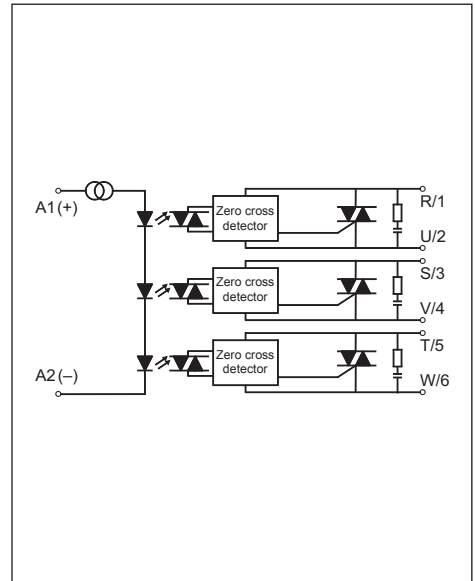 A1(+)
Zero cross
detector
R/1
U/2
Zero cross
detector
S/3
V/4
Zero cross
detector
T/5
W/6
A2(–)